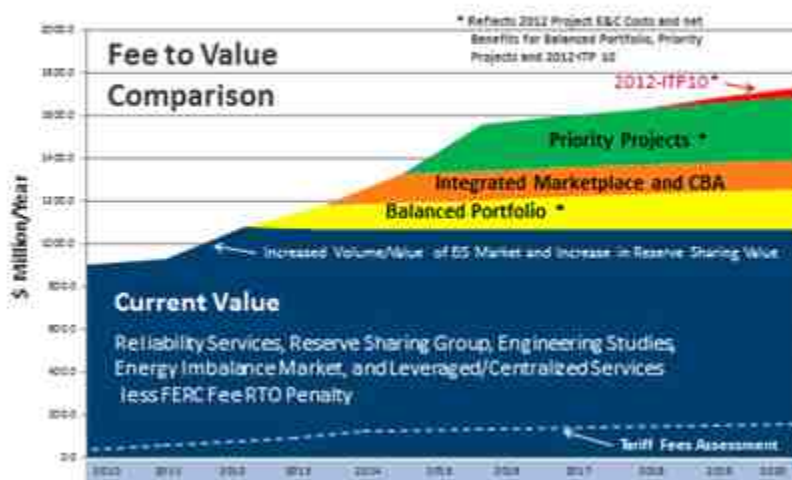 * Reflects 2012 Project E&C Costs and net
Benefits for Balanced Portfolio, Priority
Projects and 2012-ITP 10
Fee to Value
Comparison
2012-ITP10*
Priority Projects *
Integrated Marketplace and CBA
Balanced Portfolio *
Increased Volume/Value of EIS Market and Increase in Reserve Sharing Value
Current Value
Reliability Services, Reserve Sharing Group, Engineering Studies,
Energy Imbalance Market, and Leveraged/Centralized Services
less FERC Fee RTO Penalty
Tariff Fees Assessment
$ Million/Year
2000.0
1800.0
1600.0
1400.0
1200.0
1000.0
800.0
600.0
400.0
200.0
0.0
2010 2011 2012 2013 2014 2015 2016 2017 2018 2019 2020